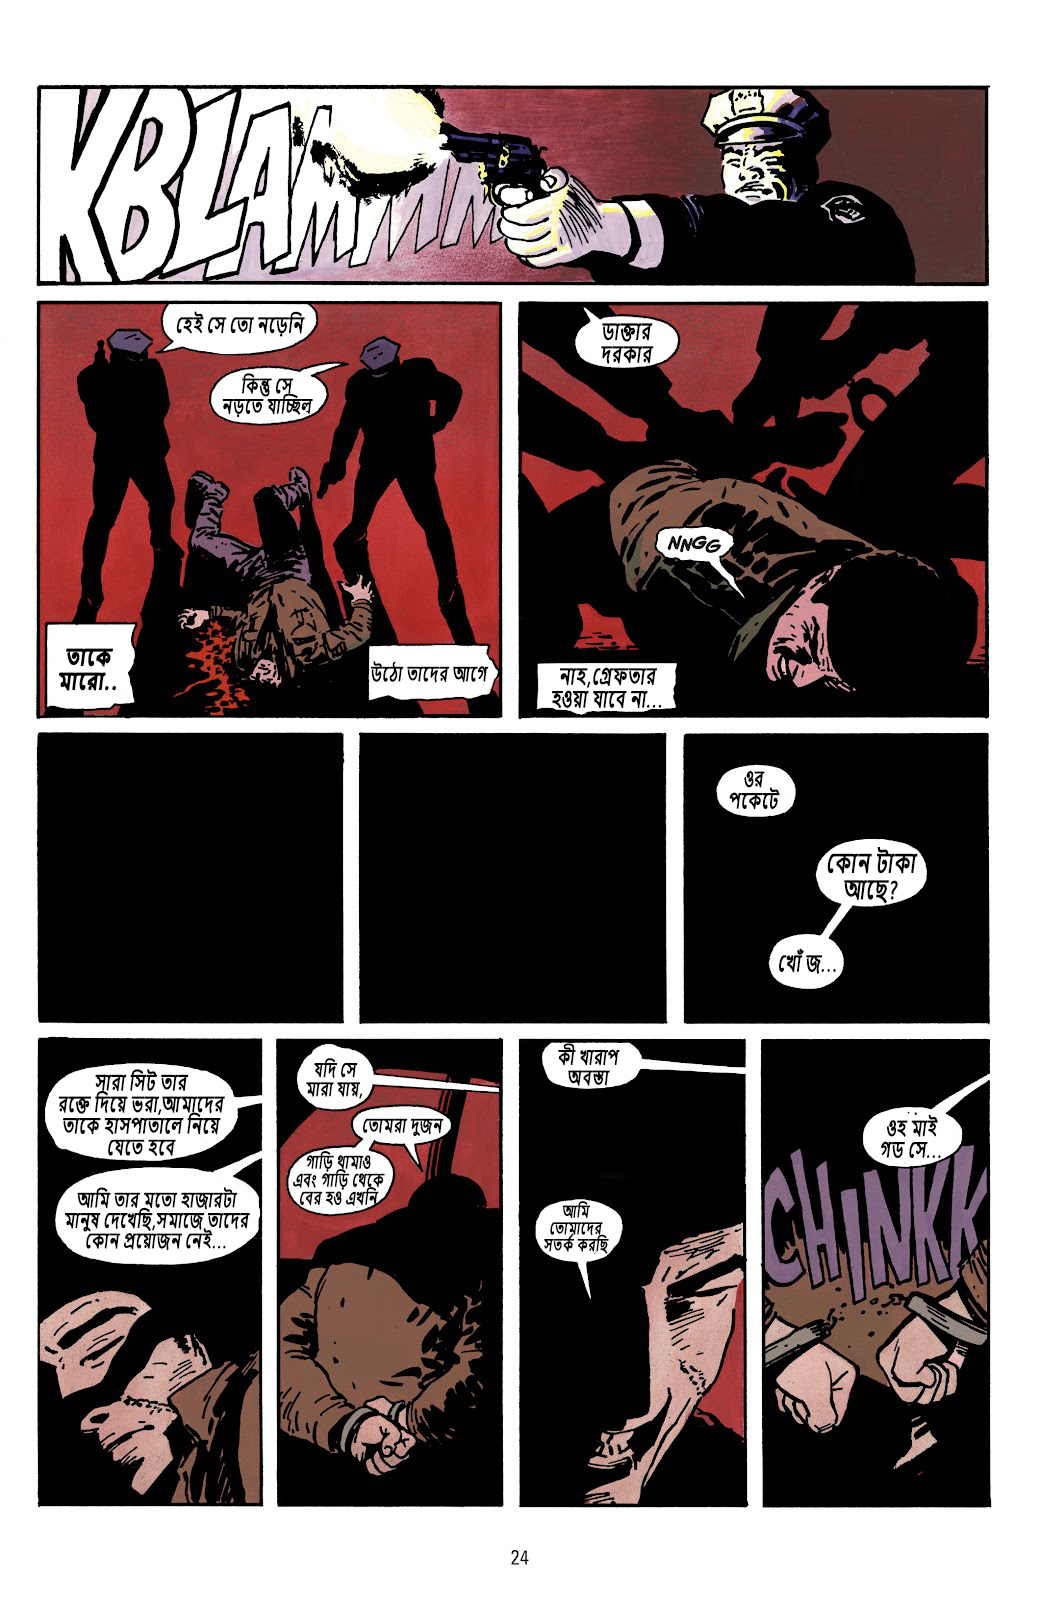 KBLAMMMM
হেই সে তো নড়েনি
কিন্তু সে
নড়তে যাচ্ছিল
তাকে
মারো..
উঠো তাদের আগে
ডাক্তার
দরকার
NNGG
নাহ,গ্রেফতার
হওয়া যাবে না...
ওর
পকেটে
কোন টাকা
আছে?
খোঁজ...
সারা সিট তার
রক্তে দিয়ে ভরা,আমাদের
তাকে হাসপাতালে নিয়ে
যেতে হবে
আমি তার মতো হাজারটা
মানুষ দেখেছি,সমাজে তাদের
কোন প্রয়োজন নেই...
যদি সে
মারা যায়,
তোমরা দুজন
গাড়ি থামাও
এবং গাড়ি থেকে
বের হও এখনি
কী খারাপ
অবস্তা
আমি
তোমাদের
সতর্ক করছি
ওহ মাই
গড সে...
CHINKK
24